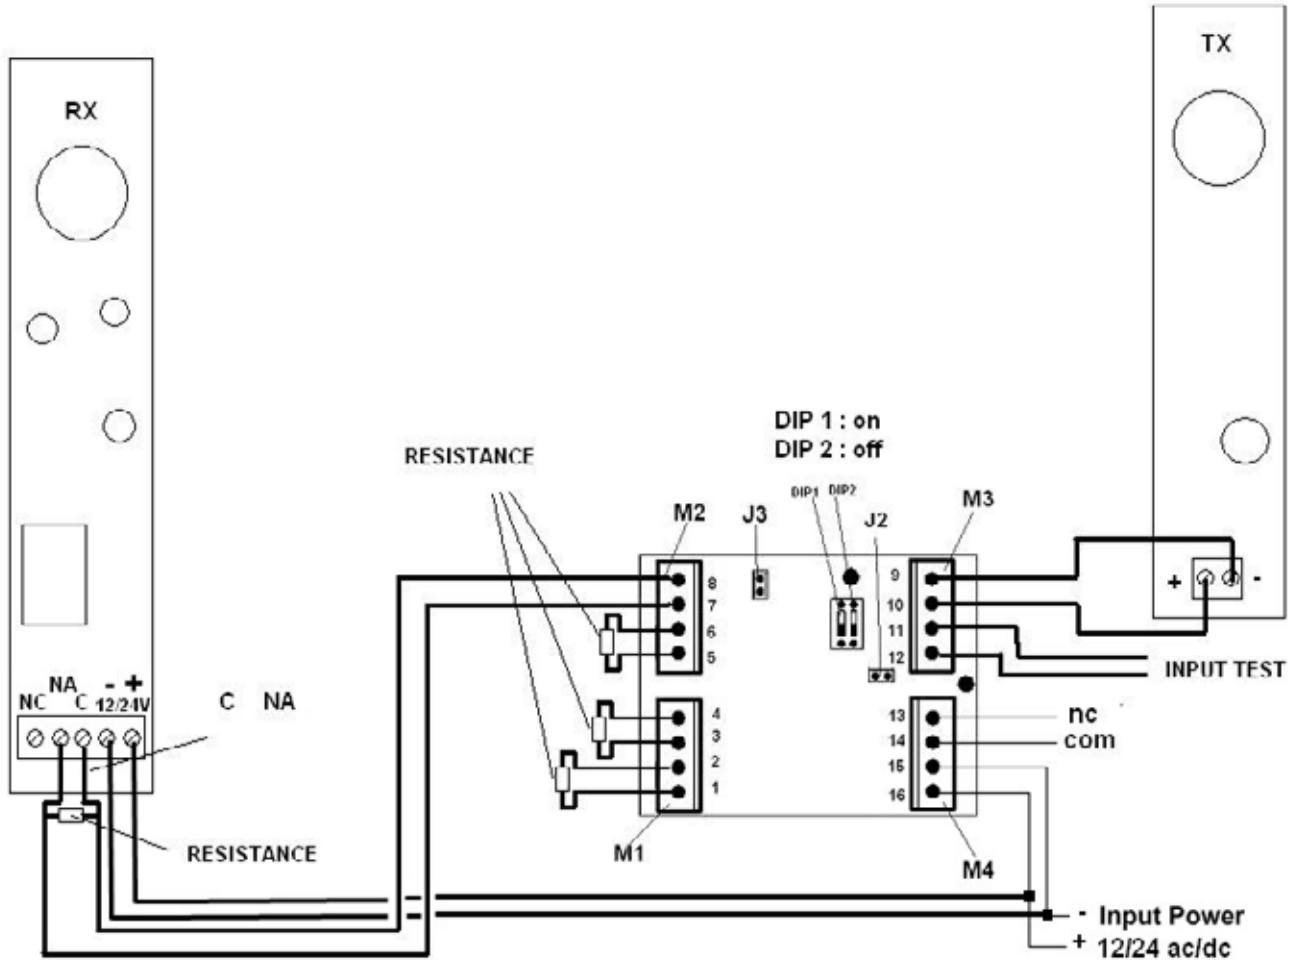 TX
RX
DIP 1 : on
DIP 2 : off
RESISTANCE
DIP1 DIP2
M2 J3 J2 M3
8 9
7 10
6 11
5 12
+ -
INPUT TEST
NA - +
NC C 12/24V
C NA
4 13 nc
3 14 com
2 15
1 16
RESISTANCE
M1 M4
- Input Power
+ 12/24 ac/dc